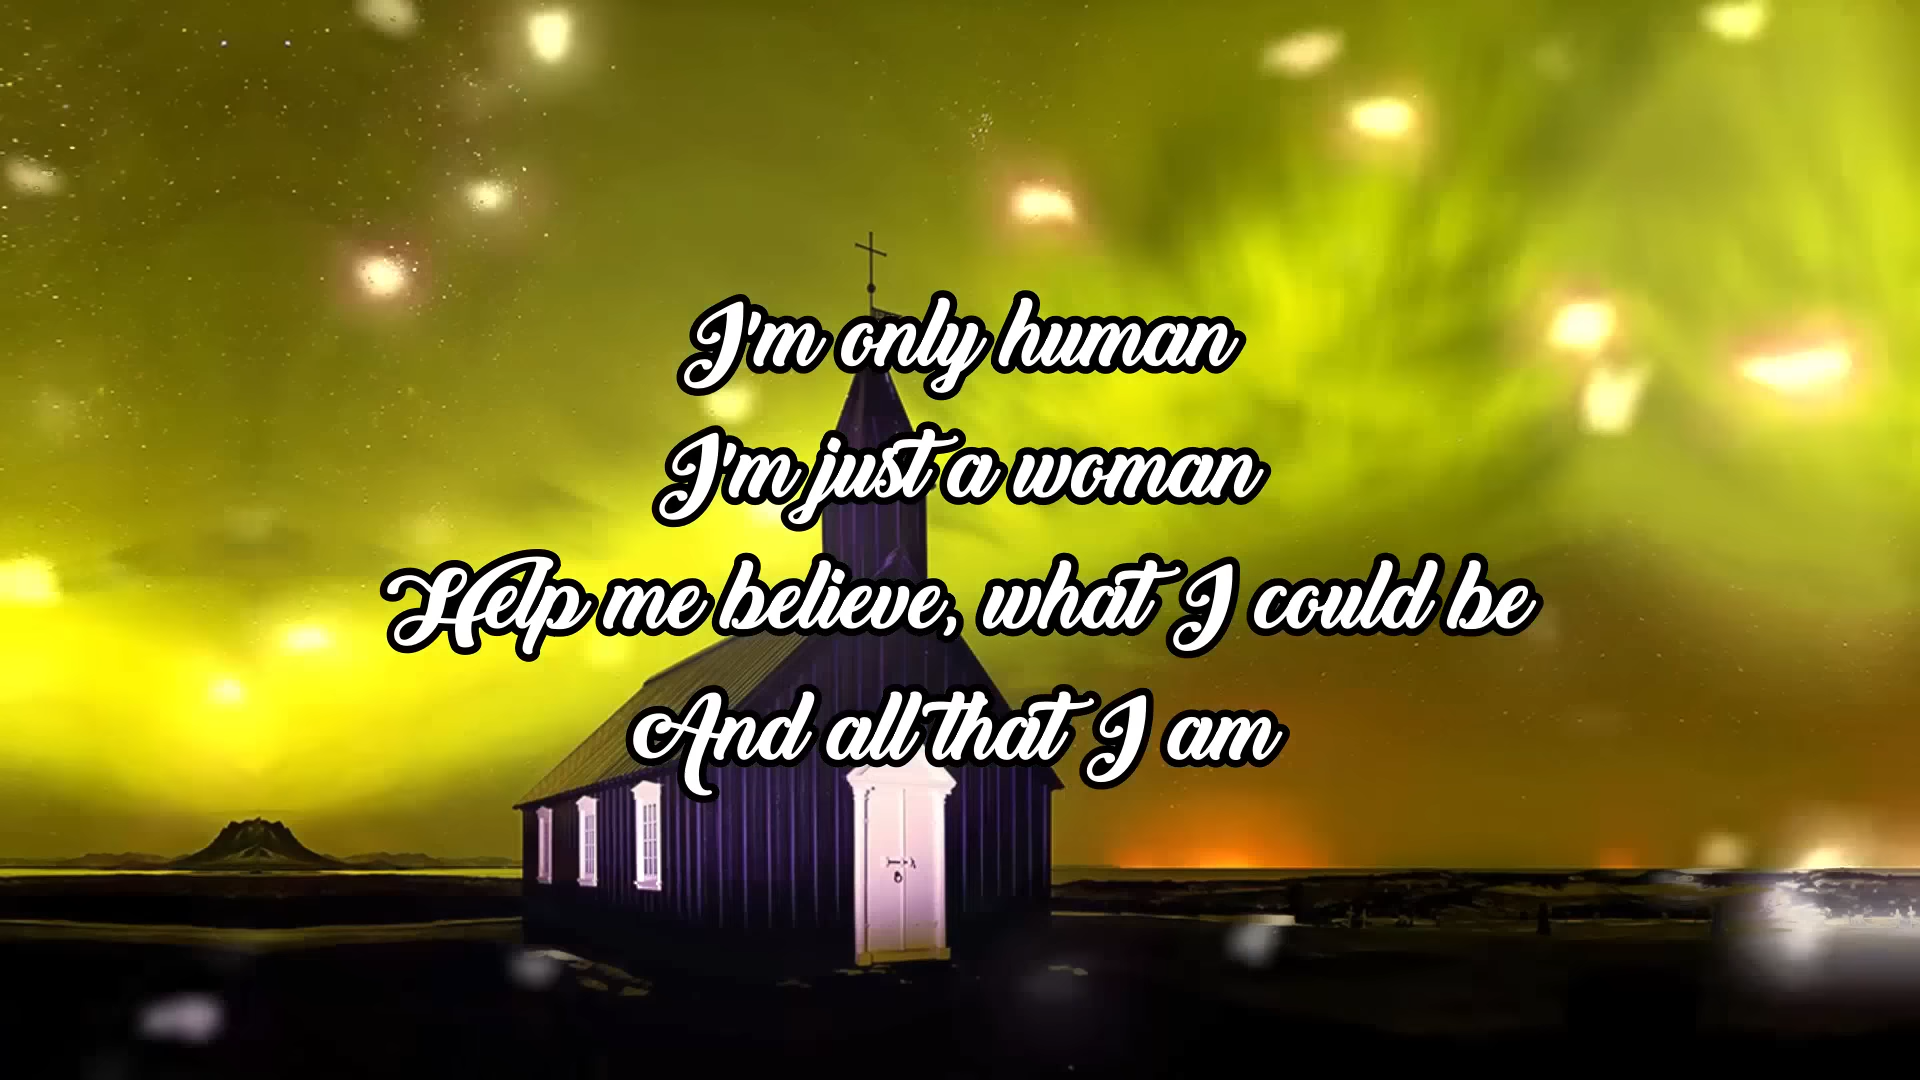 I'm only human
I'm just a woman
Help me believe, what I could be
And all that I am